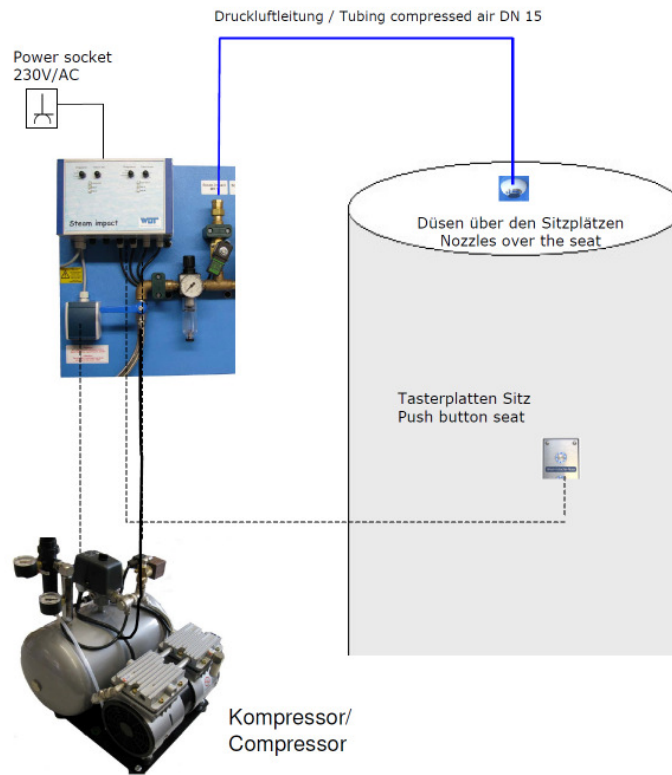 Druckluftleitung / Tubing compressed air DN 15
Power socket
230V/AC
Steam impact
WDT
Düsen über den Sitzplätzen
Nozzles over the seat
Tasterplatten Sitz
Push button seat
Kompressor/
Compressor